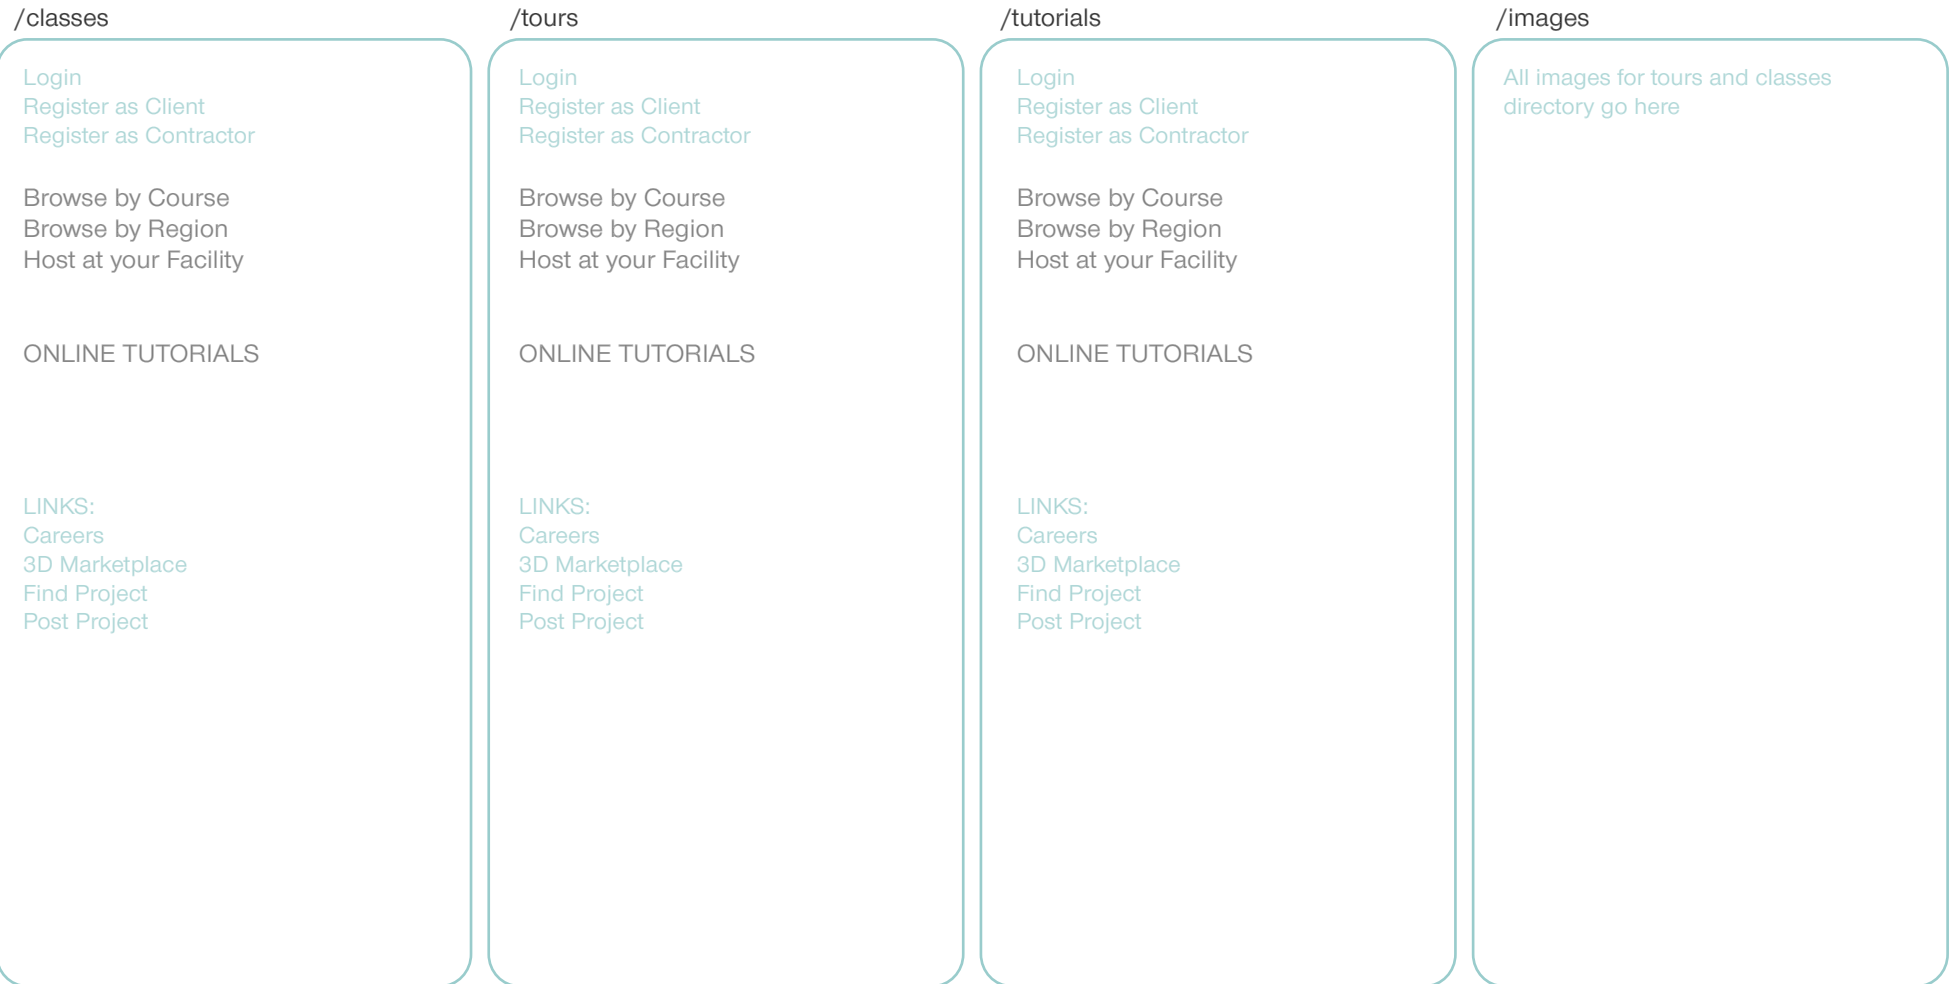 /classes
Login
Register as Client
Register as Contractor
Browse by Course
Browse by Region
Host at your Facility
ONLINE TUTORIALS
LINKS:
Careers
3D Marketplace
Find Project
Post Project
/tours
Login
Register as Client
Register as Contractor
Browse by Course
Browse by Region
Host at your Facility
ONLINE TUTORIALS
LINKS:
Careers
3D Marketplace
Find Project
Post Project
/tutorials
Login
Register as Client
Register as Contractor
Browse by Course
Browse by Region
Host at your Facility
ONLINE TUTORIALS
LINKS:
Careers
3D Marketplace
Find Project
Post Project
/images
All images for tours and classes
directory go here